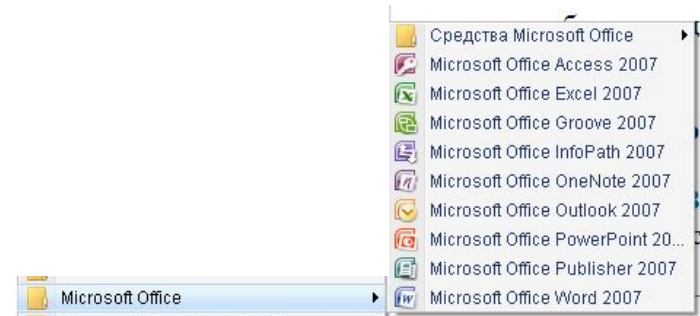 Средства Microsoft Office
Microsoft Office Access 2007
Microsoft Office Excel 2007
Microsoft Office Groove 2007
Microsoft Office InfoPath 2007
Microsoft Office OneNote 2007
Microsoft Office Outlook 2007
Microsoft Office PowerPoint 20...
Microsoft Office Publisher 2007
Microsoft Office Word 2007
Microsoft Office